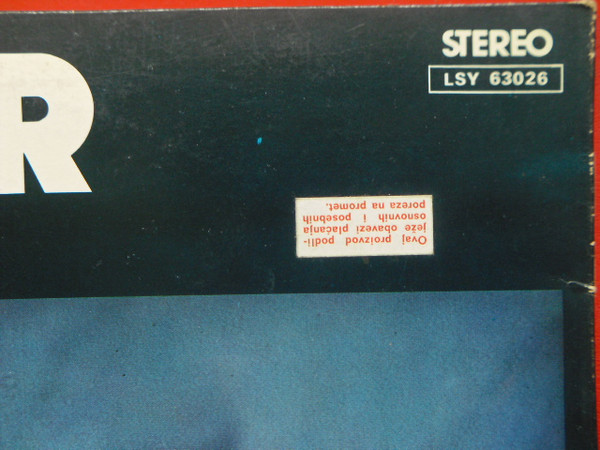 R
STEREO
LSY 63026
Ovaj proizvod podli-
ježe obavezi plaćanja
osnovnih i posebnih
poreza na promet.